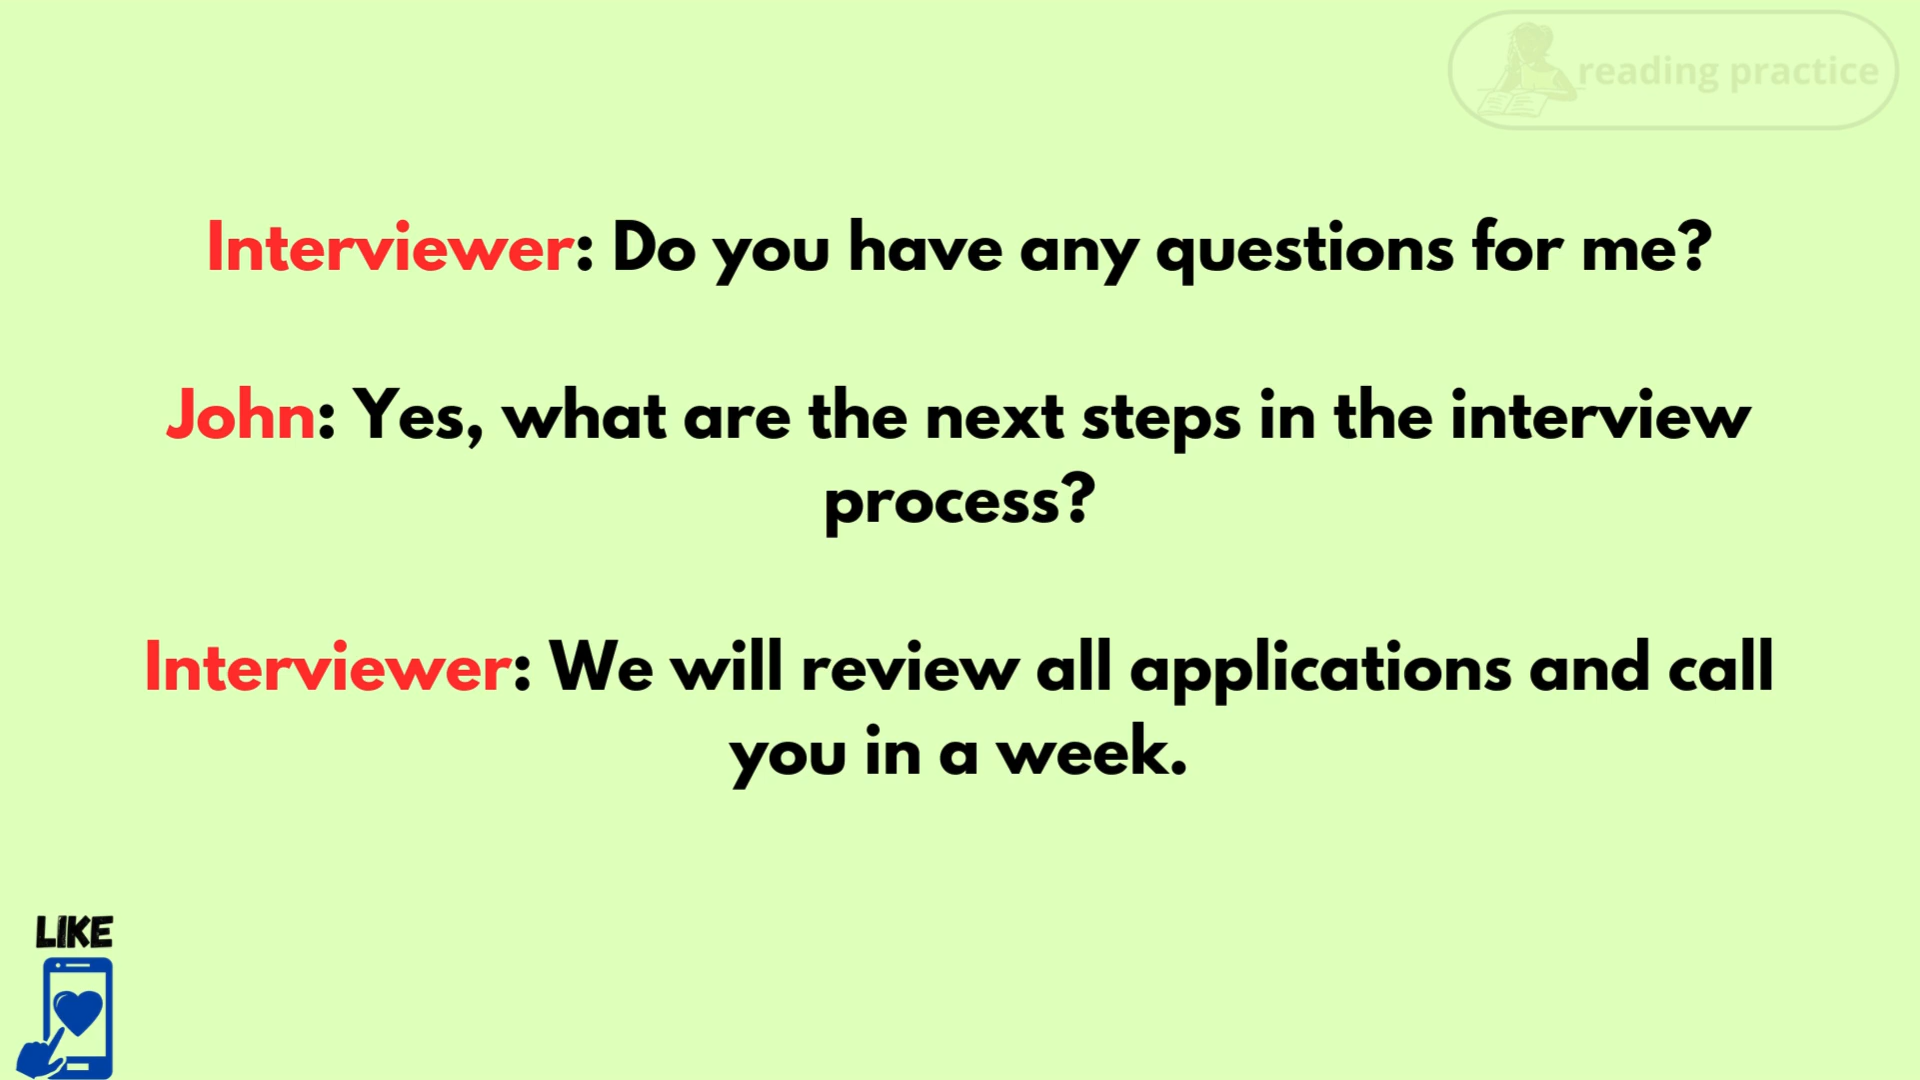 reading practice
Interviewer: Do you have any questions for me?
John: Yes, what are the next steps in the interview
process?
Interviewer: We will review all applications and call
you in a week.
LIKE